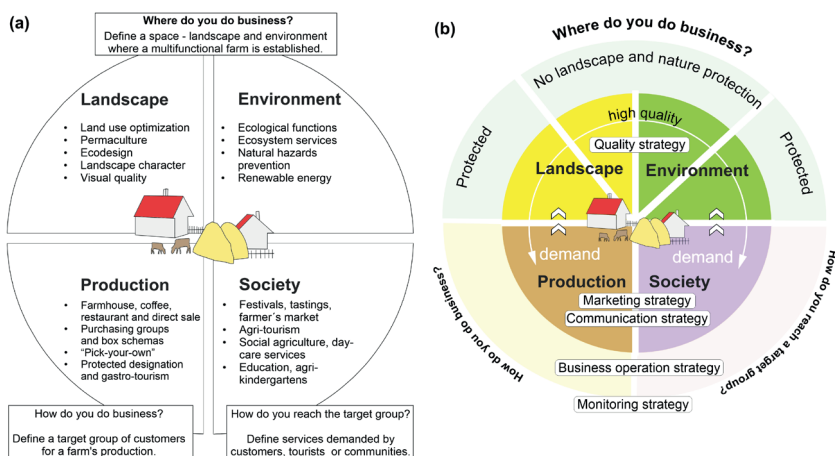 (a)
Where do you do business?
Define a space - landscape and environment
where a multifunctional farm is established.
Landscape
• Land use optimization
• Permaculture
• Ecodesign
• Landscape character
• Visual quality
Environment
• Ecological functions
• Ecosystem services
• Natural hazards
prevention
• Renewable energy
Production
• Farmhouse, coffee,
restaurant and direct sale
• Purchasing groups
and box schemas
• “Pick-your-own”
• Protected designation
and gastro-tourism
Society
• Festivals, tastings,
farmer´s market
• Agri-tourism
• Social agriculture, day-
care services
• Education, agri-
kindergartens
How do you do business?
Define a target group of customers
for a farm's production.
How do you reach the target group?
Define services demanded by
customers, tourists or communities.
(b)
Where do you do business?
No landscape and nature protection
Protected
Protected
high quality
Quality strategy
Landscape
Environment
demand
demand
Production
Society
Marketing strategy
Communication strategy
Business operation strategy
Monitoring strategy
How do you do business?
How do you reach a target group?